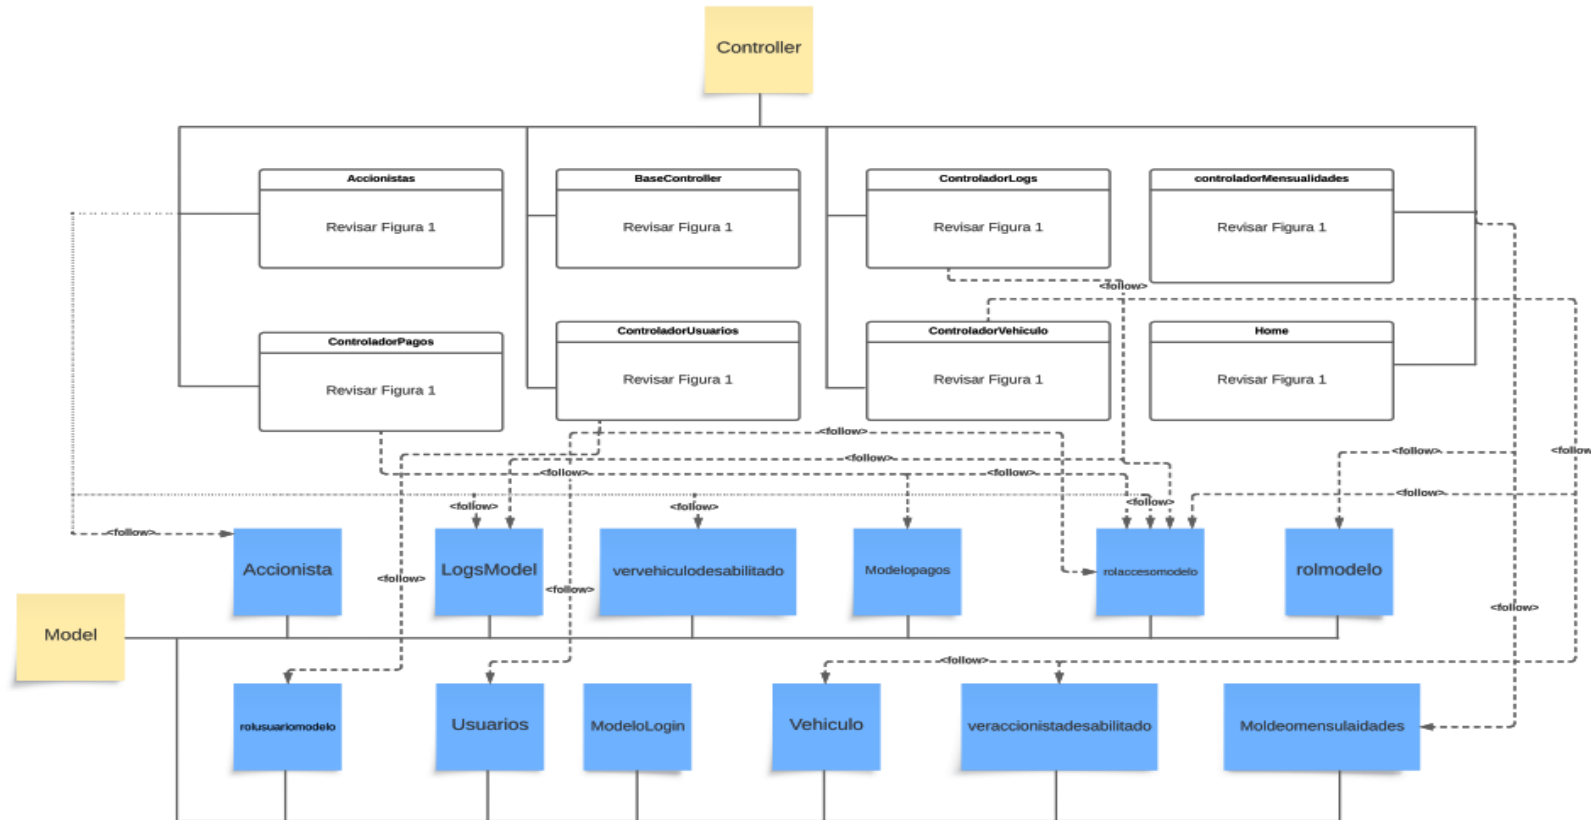 Controller
Accionistas
BaseController
ControladorLogs
controladorMensualidades
Revisar Figura 1
Revisar Figura 1
Revisar Figura 1
Revisar Figura 1
<follow>
ControladorPagos
ControladorUsuarios
ControladorVehiculo
Home
Revisar Figura 1
Revisar Figura 1
Revisar Figura 1
Revisar Figura 1
<follow>
<follow>
<follow>
<follow>
<follow>
<follow>
<follow>
<follow>
<follow>
<follow>
<follow>
Accionista
LogsModel
vervehiculodesabilitado
Modelopagos
rolaccesomodelo
rolmodelo
<follow>
<follow>
<follow>
Model
<follow>
rolusuariomodelo
Usuarios
ModeloLogin
Vehiculo
veraccionistadesabilitado
Moldeomensulaidades